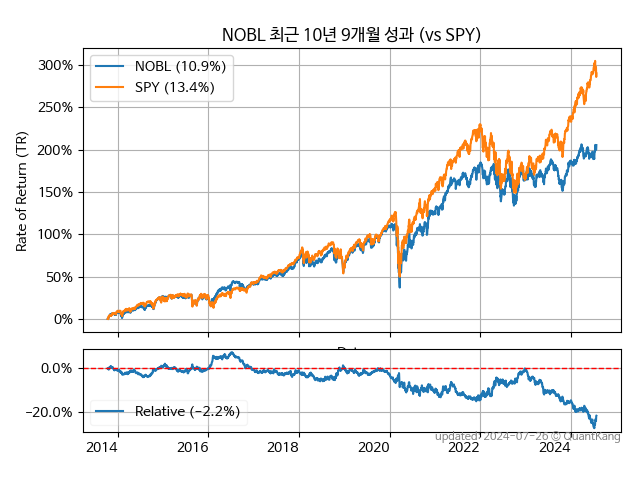 NOBL 최근 10년 9개월 성과 (vs SPY)
NOBL (10.9%)
SPY (13.4%)
Rate of Return (TR)
300%
250%
200%
150%
100%
50%
0%
0.0%
−20.0%
Relative (−2.2%)
updated: 2024-07-26 © QuantKang
2014 2016 2018 2020 2022 2024